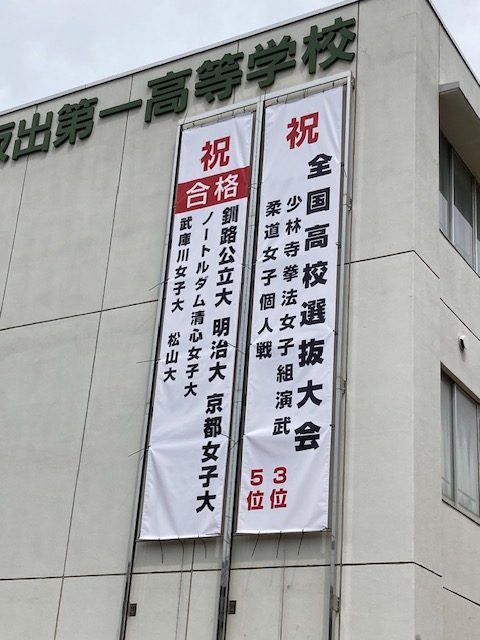 坂出第一高等学校
祝
全国高校選抜大会
少林寺拳法女子組演武 3位
柔道女子個人戦 5位
祝
合格
釧路公立大 明治大 京都女子大
ノートルダム清心女子大
武庫川女子大 松山大